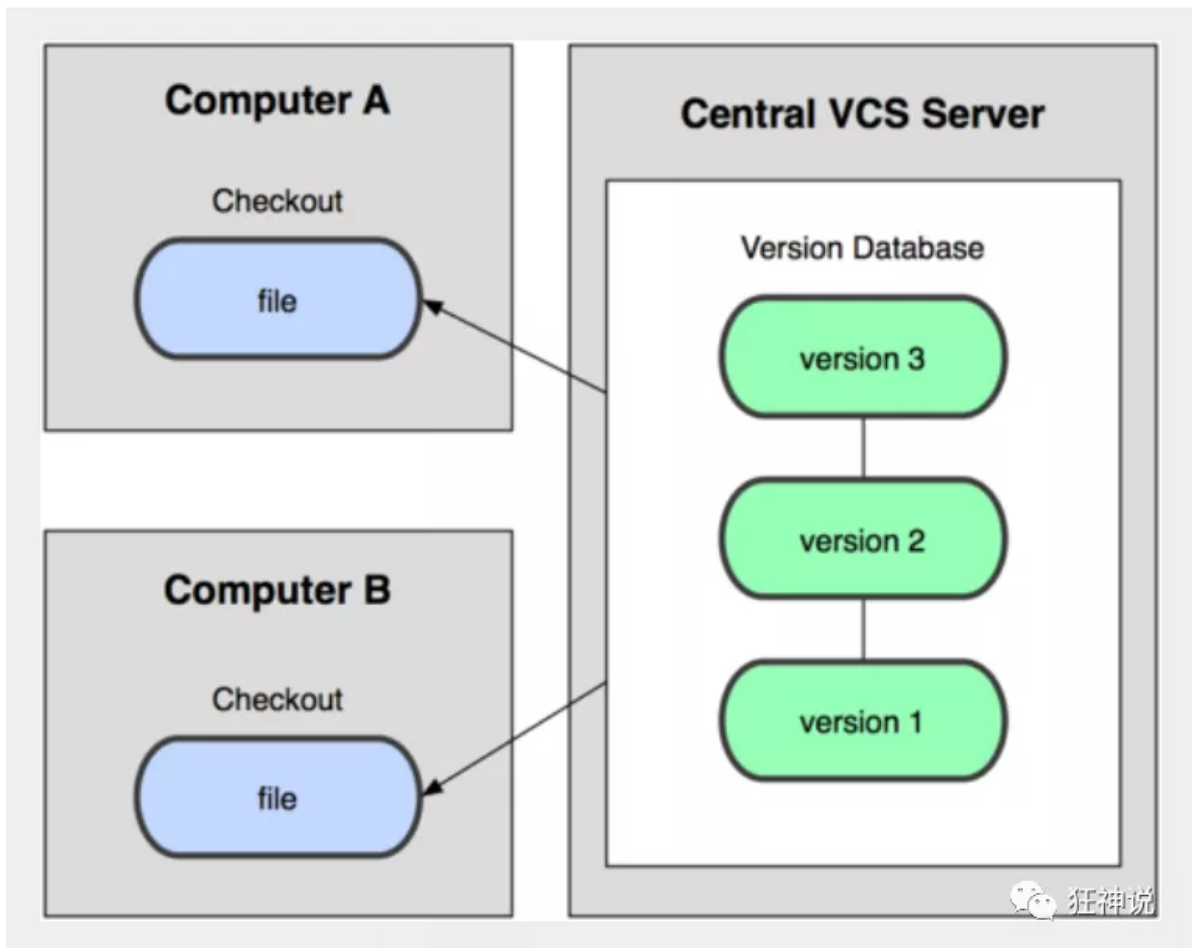 Computer A
Checkout
file
Computer B
Checkout
file
Central VCS Server
Version Database
version 3
version 2
version 1
狂神说